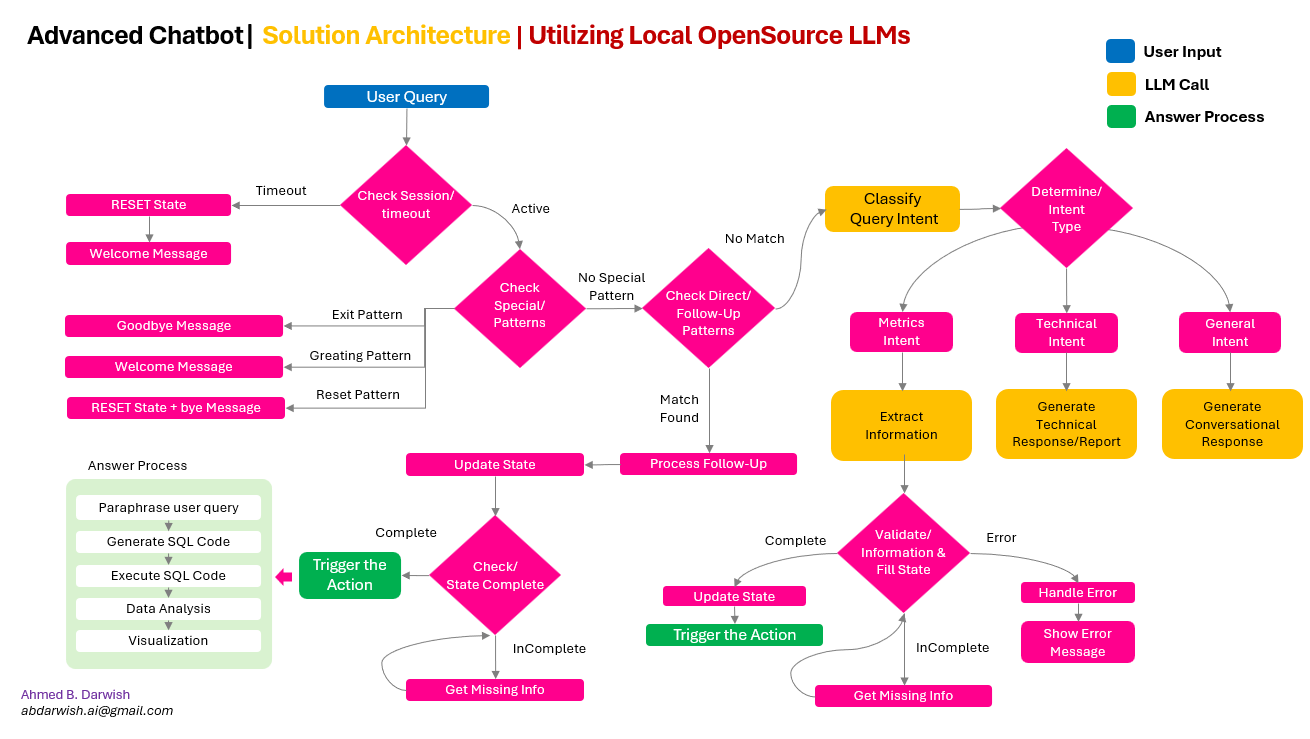 Advanced Chatbot| Solution Architecture | Utilizing Local OpenSource LLMs
User Input
LLM Call
Answer Process
User Query
Check Session/
timeout
Timeout
RESET State
Welcome Message
Active
Check
Special/
Patterns
Exit Pattern
Goodbye Message
Greating Pattern
Welcome Message
Reset Pattern
RESET State + bye Message
No Special
Pattern
Check Direct/
Follow-Up
Patterns
No Match
Classify
Query Intent
Determine/
Intent
Type
Metrics
Intent
Technical
Intent
General
Intent
Extract
Information
Generate
Technical
Response/Report
Generate
Conversational
Response
Match
Found
Process Follow-Up
Update State
Check/
State Complete
Complete
Trigger the
Action
InComplete
Get Missing Info
Answer Process
Paraphrase user query
Generate SQL Code
Execute SQL Code
Data Analysis
Visualization
Validate/
Information &
Fill State
Complete
Update State
Trigger the Action
Error
Handle Error
Show Error
Message
InComplete
Get Missing Info
Ahmed B. Darwish
abdarwish.ai@gmail.com